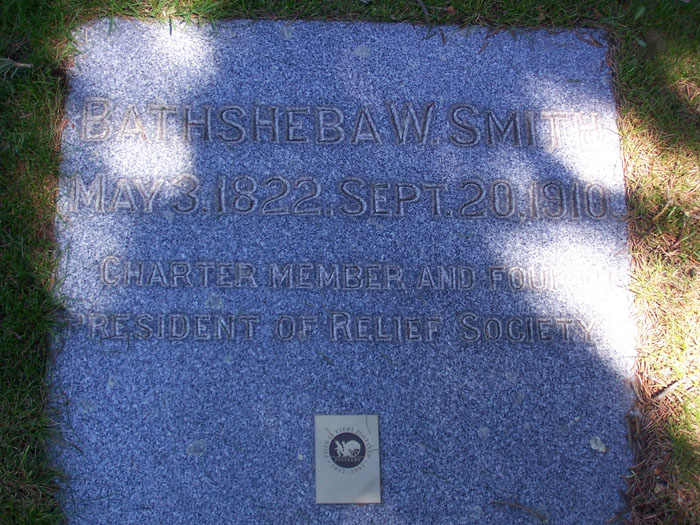 BATHSHEBA W. SMITH
MAY 3. 1822. SEPT. 20. 1910.
CHARTER MEMBER AND
PRESIDENT OF RELIEF SOCIETY